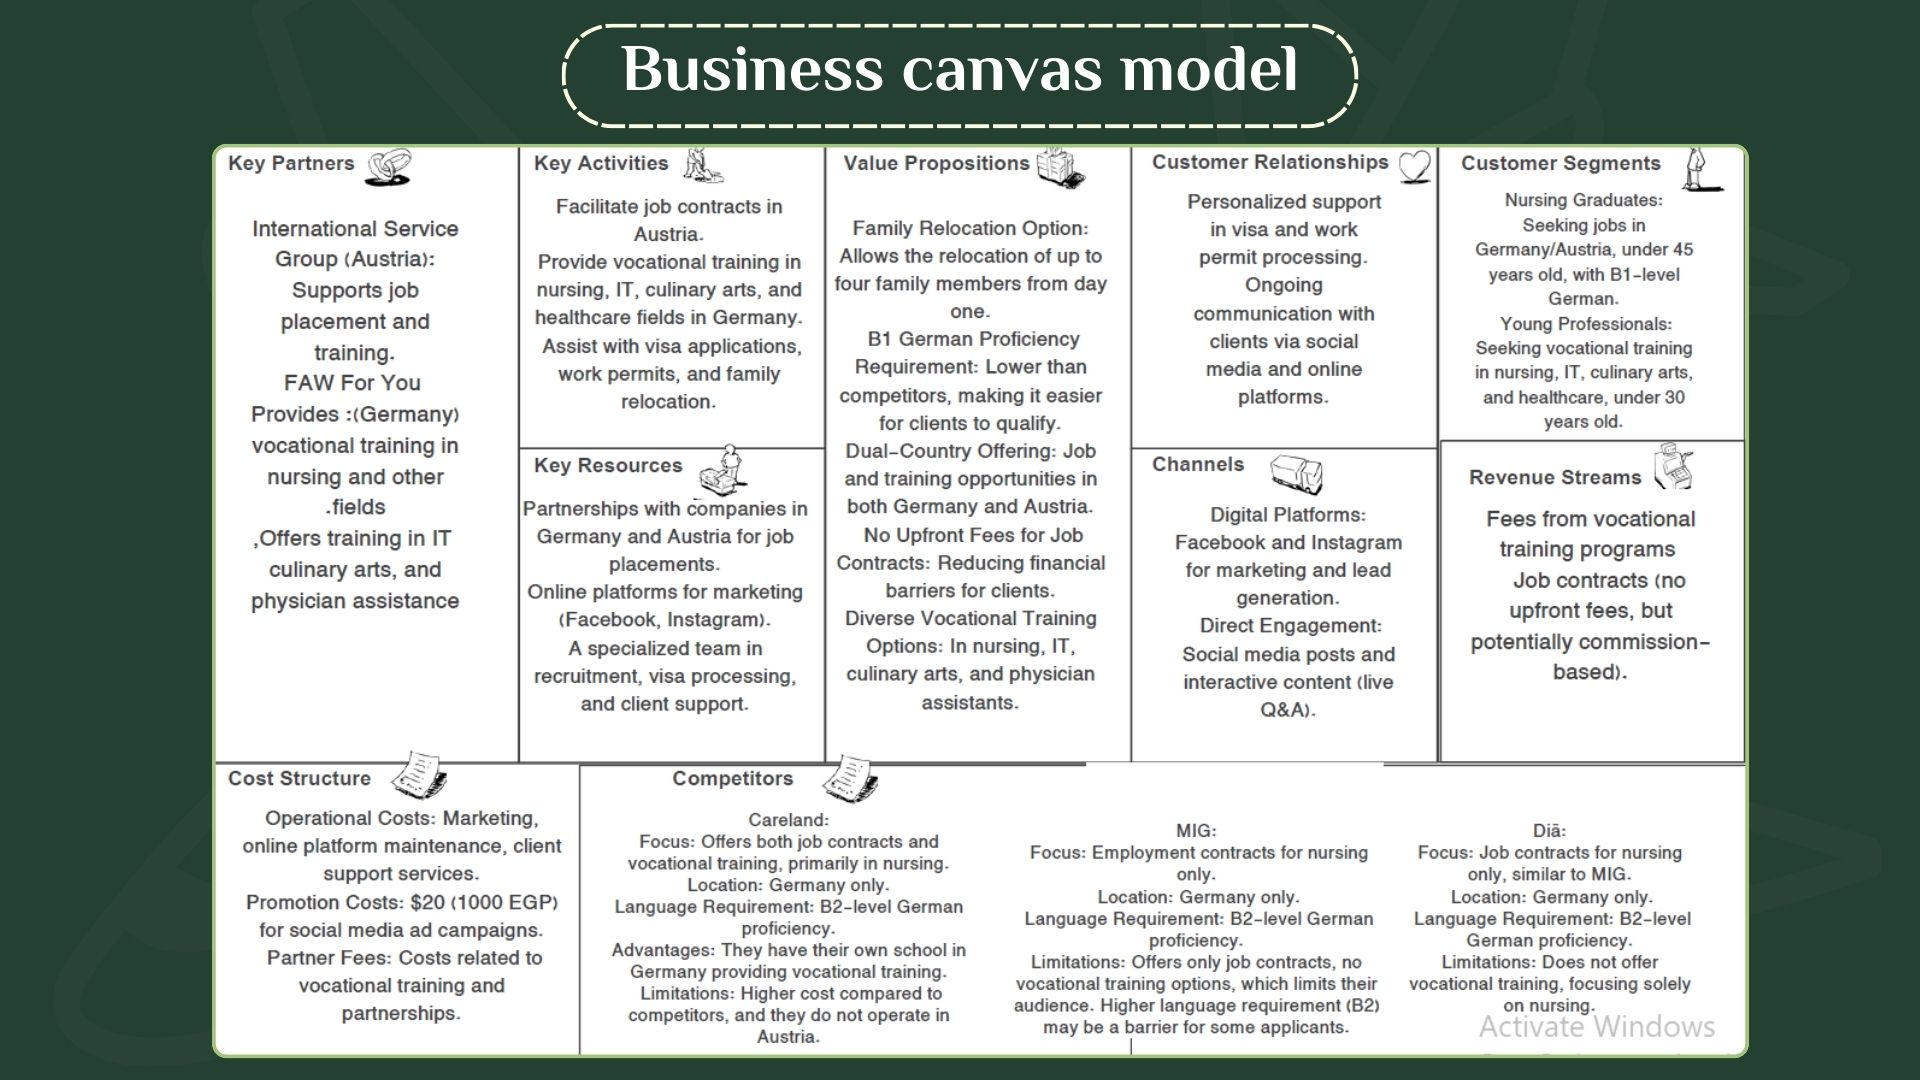 Business canvas model
Key Partners
International Service
Group (Austria):
Supports job
placement and
training.
FAW For You
Provides :(Germany)
vocational training in
nursing and other
.fields
,Offers training in IT
culinary arts, and
physician assistance
Key Activities
Facilitate job contracts in
Austria.
Provide vocational training in
nursing, IT, culinary arts, and
healthcare fields in Germany.
Assist with visa applications,
work permits, and family
relocation.
Key Resources
Partnerships with companies in
Germany and Austria for job
placements.
Online platforms for marketing
(Facebook, Instagram).
A specialized team in
recruitment, visa processing,
and client support.
Value Propositions
Family Relocation Option:
Allows the relocation of up to
four family members from day
one.
B1 German Proficiency
Requirement: Lower than
competitors, making it easier
for clients to qualify.
Dual-Country Offering: Job
and training opportunities in
both Germany and Austria.
No Upfront Fees for Job
Contracts: Reducing financial
barriers for clients.
Diverse Vocational Training
Options: In nursing, IT,
culinary arts, and physician
assistants.
Customer Relationships
Personalized support
in visa and work
permit processing.
Ongoing
communication with
clients via social
media and online
platforms.
Channels
Digital Platforms:
Facebook and Instagram
for marketing and lead
generation.
Direct Engagement:
Social media posts and
interactive content (live
Q&A).
Customer Segments
Nursing Graduates:
Seeking jobs in
Germany/Austria, under 45
years old, with B1-level
German.
Young Professionals:
Seeking vocational training
in nursing, IT, culinary arts,
and healthcare, under 30
years old.
Revenue Streams
Fees from vocational
training programs
Job contracts (no
upfront fees, but
potentially commission-
based).
Cost Structure
Operational Costs: Marketing,
online platform maintenance, client
support services.
Promotion Costs: $20 (1000 EGP)
for social media ad campaigns.
Partner Fees: Costs related to
vocational training and
partnerships.
Competitors
Careland:
Focus: Offers both job contracts and
vocational training, primarily in nursing.
Location: Germany only.
Language Requirement: B2-level German
proficiency.
Advantages: They have their own school in
Germany providing vocational training.
Limitations: Higher cost compared to
competitors, and they do not operate in
Austria.
MIG:
Focus: Employment contracts for nursing
only.
Location: Germany only.
Language Requirement: B2-level German
proficiency.
Limitations: Offers only job contracts, no
vocational training options, which limits their
audience. Higher language requirement (B2)
may be a barrier for some applicants.
Diā:
Focus: Job contracts for nursing
only, similar to MIG.
Location: Germany only.
Language Requirement: B2-level
German proficiency.
Limitations: Does not offer
vocational training, focusing solely
on nursing.
Activate Windows